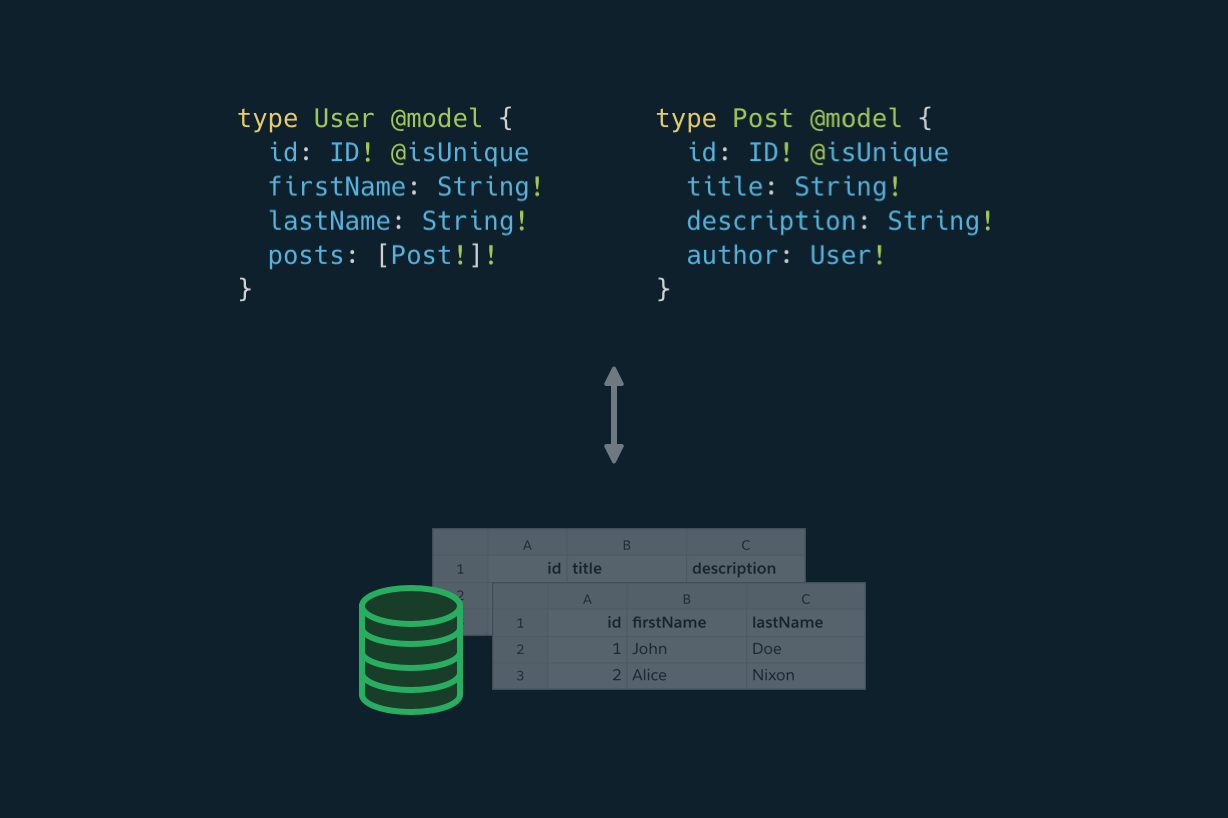 type User @model {
  id: ID! @isUnique
  firstName: String!
  lastName: String!
  posts: [Post!]!
}
type Post @model {
  id: ID! @isUnique
  title: String!
  description: String!
  author: User!
}
A B C
1 id title description
2
A B C
1 id firstName lastName
2 1 John Doe
3 2 Alice Nixon